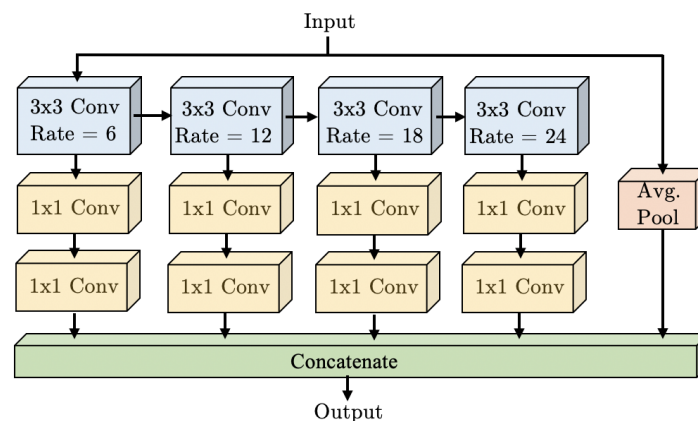 Input
3x3 Conv
Rate = 6
3x3 Conv
Rate = 12
3x3 Conv
Rate = 18
3x3 Conv
Rate = 24
1x1 Conv
1x1 Conv
1x1 Conv
1x1 Conv
Avg.
Pool
1x1 Conv
1x1 Conv
1x1 Conv
1x1 Conv
Concatenate
Output